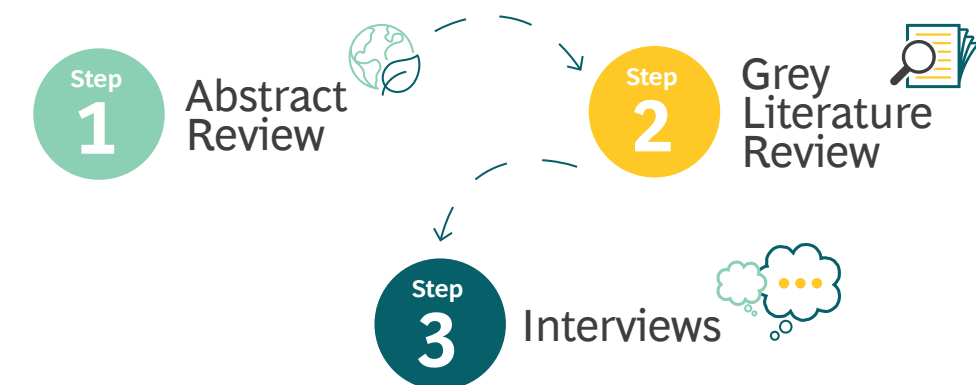 Step
1
Abstract
Review
Step
2
Grey
Literature
Review
Step
3
Interviews